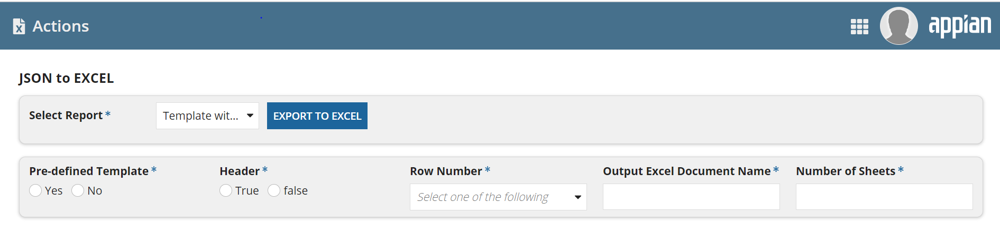 Actions
appian
JSON to EXCEL
Select Report *
Template wit...
EXPORT TO EXCEL
Pre-defined Template * Header * Row Number * Output Excel Document Name * Number of Sheets *
Yes No True false Select one of the following